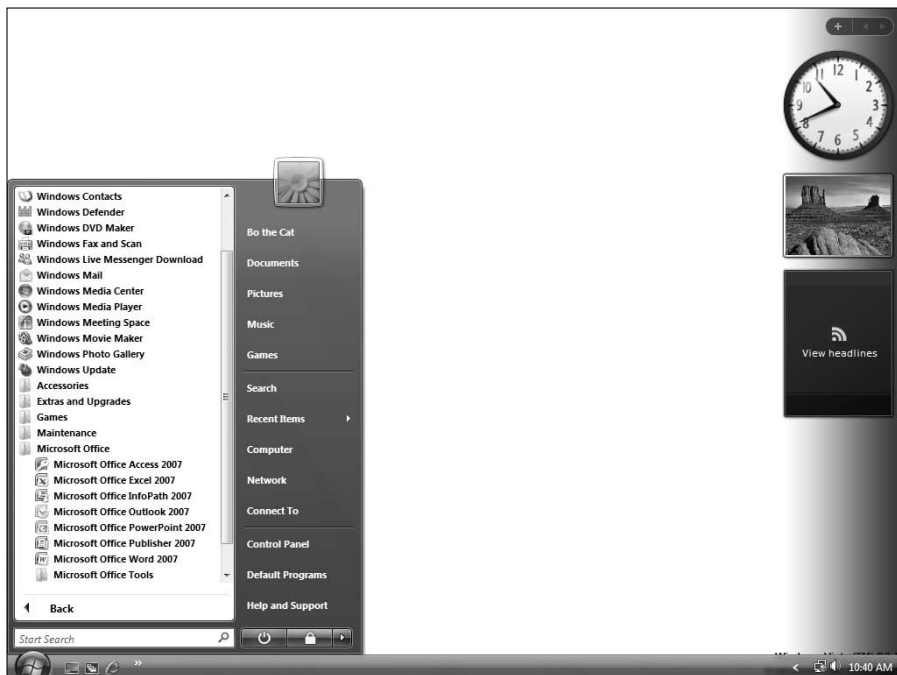 Windows Contacts
Windows Defender
Windows DVD Maker
Windows Fax and Scan
Windows Live Messenger Download
Windows Mail
Windows Media Center
Windows Media Player
Windows Meeting Space
Windows Movie Maker
Windows Photo Gallery
Windows Update
Accessories
Extras and Upgrades
Games
Maintenance
Microsoft Office
Microsoft Office Access 2007
Microsoft Office Excel 2007
Microsoft Office InfoPath 2007
Microsoft Office Outlook 2007
Microsoft Office PowerPoint 2007
Microsoft Office Publisher 2007
Microsoft Office Word 2007
Microsoft Office Tools
Back
Start Search
Bo the Cat
Documents
Pictures
Music
Games
Search
Recent Items
Computer
Network
Connect To
Control Panel
Default Programs
Help and Support
11 12 1
10 2
9 3
8 4
7 6 5
View headlines
10:40 AM